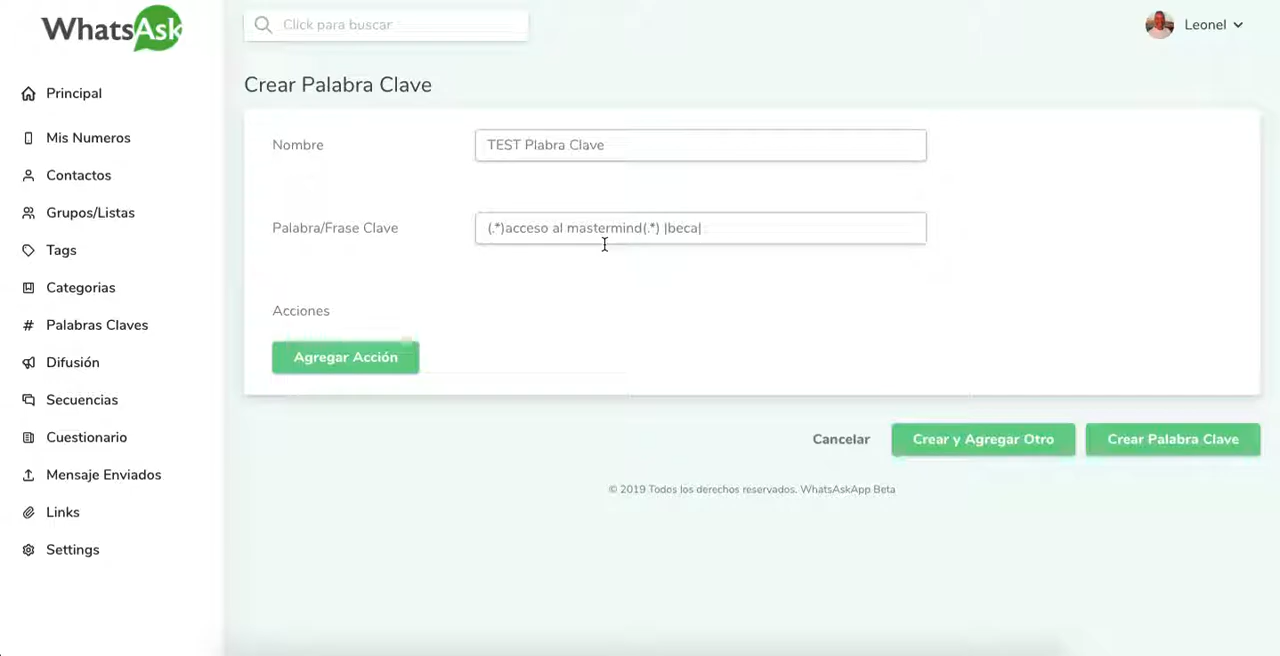 WhatsAsk
Click para buscar
Leonel
Principal
Mis Numeros
Contactos
Grupos/Listas
Tags
Categorias
Palabras Claves
Difusión
Secuencias
Cuestionario
Mensaje Enviados
Links
Settings
Crear Palabra Clave
Nombre
TEST Plabra Clave
Palabra/Frase Clave
(.*)acceso al mastermind(.*) |beca|
Acciones
Agregar Acción
Cancelar
Crear y Agregar Otro
Crear Palabra Clave
© 2019 Todos los derechos reservados. WhatsAskApp Beta